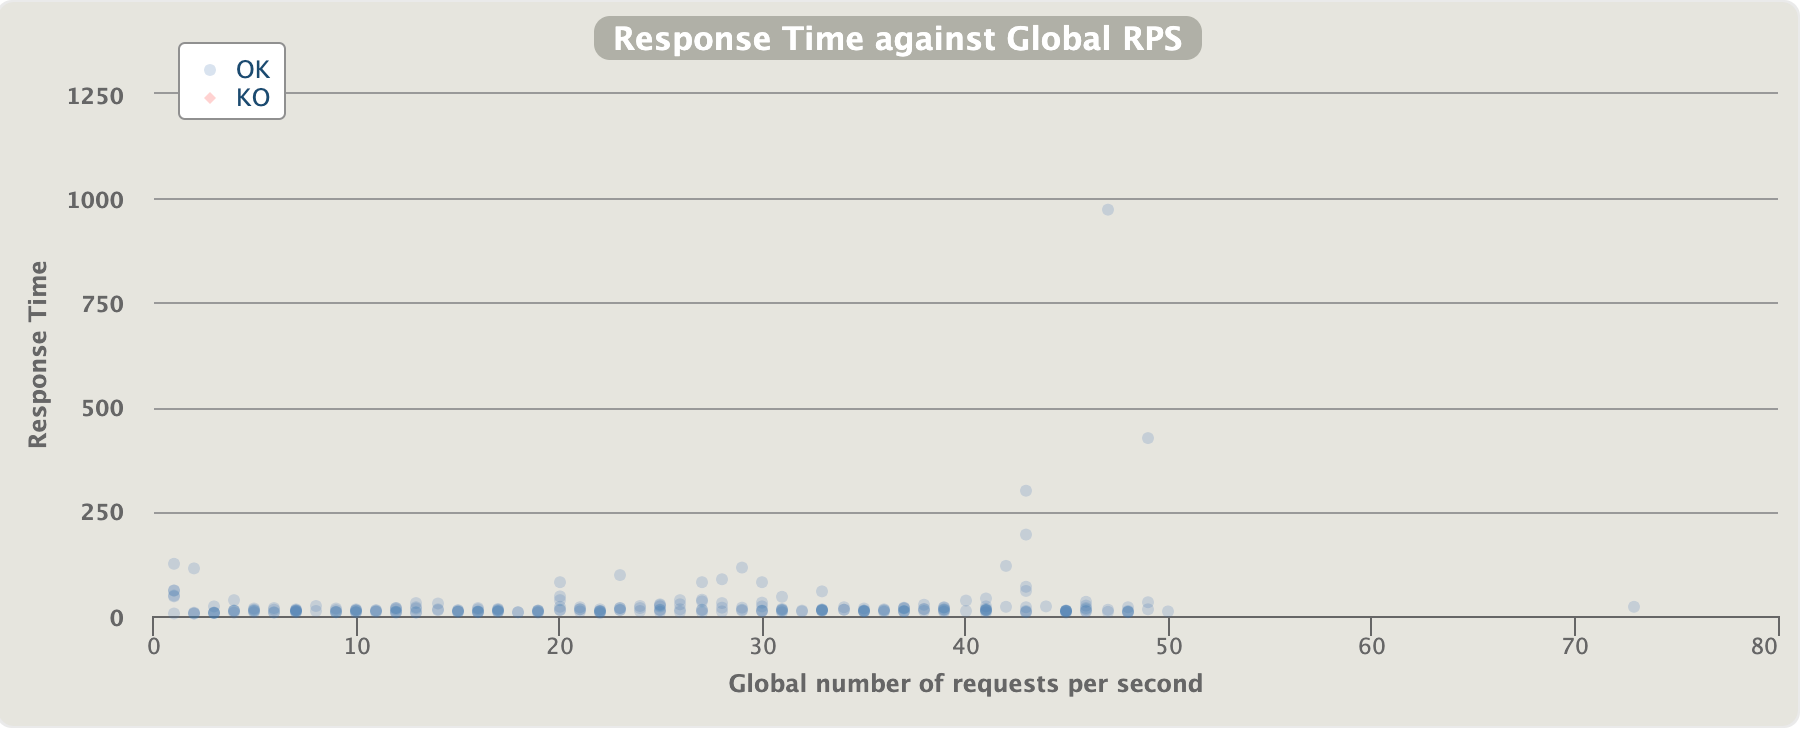 Response Time against Global RPS
OK
KO
1250
1000
750
500
250
0
Response Time
0 10 20 30 40 50 60 70 80
Global number of requests per second